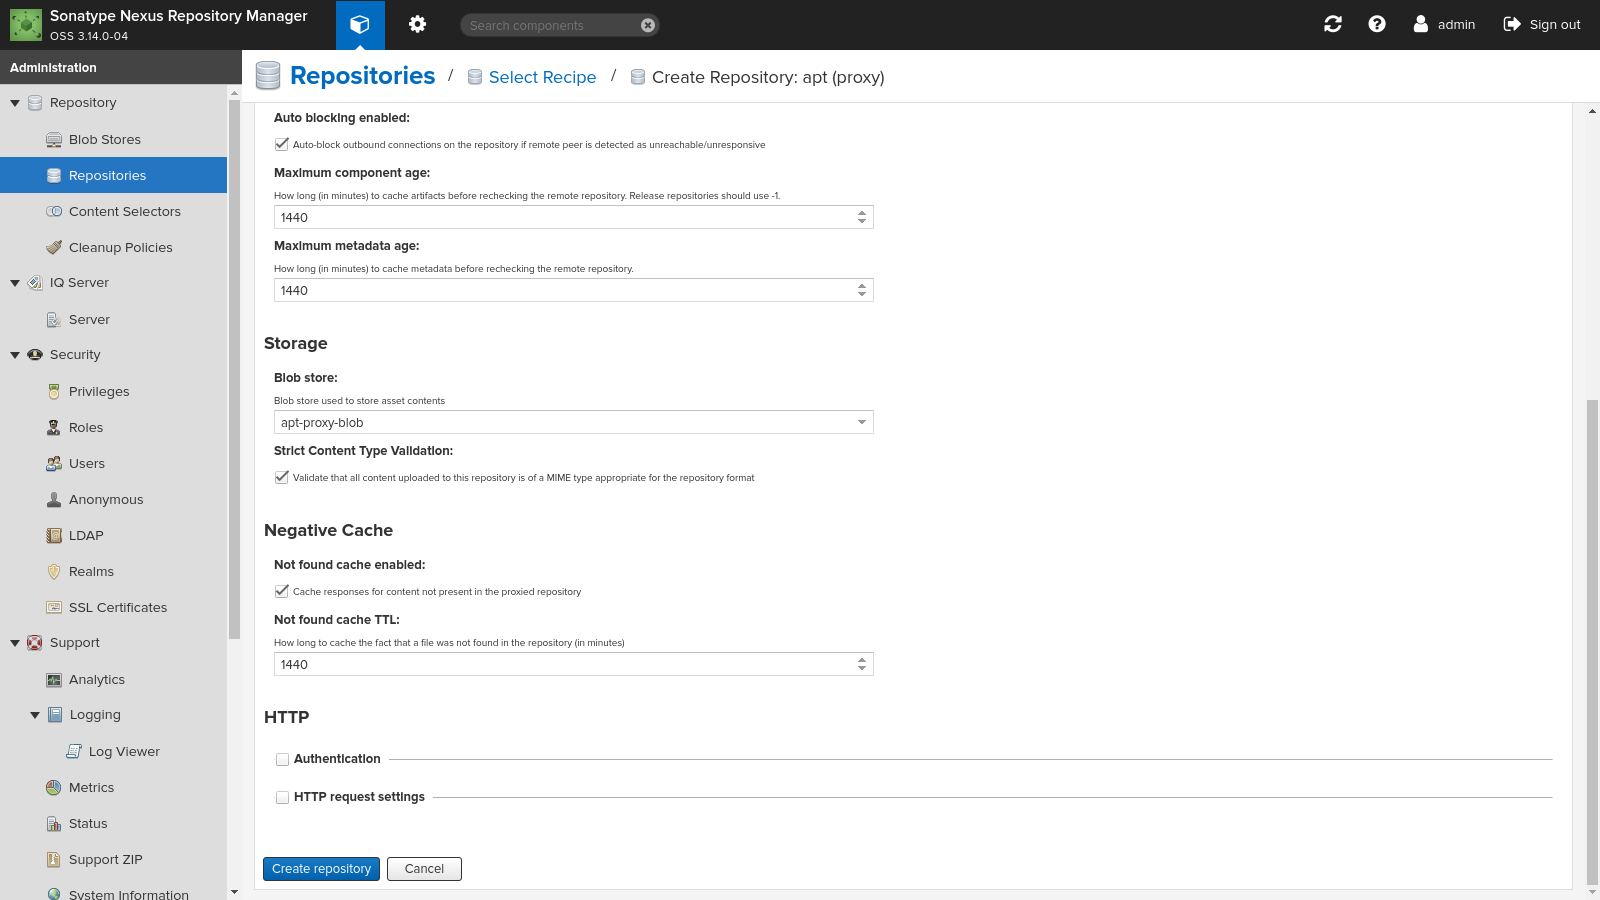 Sonatype Nexus Repository Manager
OSS 3.14.0-04
Search components
admin
Sign out
Administration
Repositories / Select Recipe / Create Repository: apt (proxy)
Repository
Blob Stores
Repositories
Content Selectors
Cleanup Policies
IQ Server
Server
Security
Privileges
Roles
Users
Anonymous
LDAP
Realms
SSL Certificates
Support
Analytics
Logging
Log Viewer
Metrics
Status
Support ZIP
System Information
Auto blocking enabled:
Auto-block outbound connections on the repository if remote peer is detected as unreachable/unresponsive
Maximum component age:
How long (in minutes) to cache artifacts before rechecking the remote repository. Release repositories should use -1.
1440
Maximum metadata age:
How long (in minutes) to cache metadata before rechecking the remote repository.
1440
Storage
Blob store:
Blob store used to store asset contents
apt-proxy-blob
Strict Content Type Validation:
Validate that all content uploaded to this repository is of a MIME type appropriate for the repository format
Negative Cache
Not found cache enabled:
Cache responses for content not present in the proxied repository
Not found cache TTL:
How long to cache the fact that a file was not found in the repository (in minutes)
1440
HTTP
Authentication
HTTP request settings
Create repository
Cancel